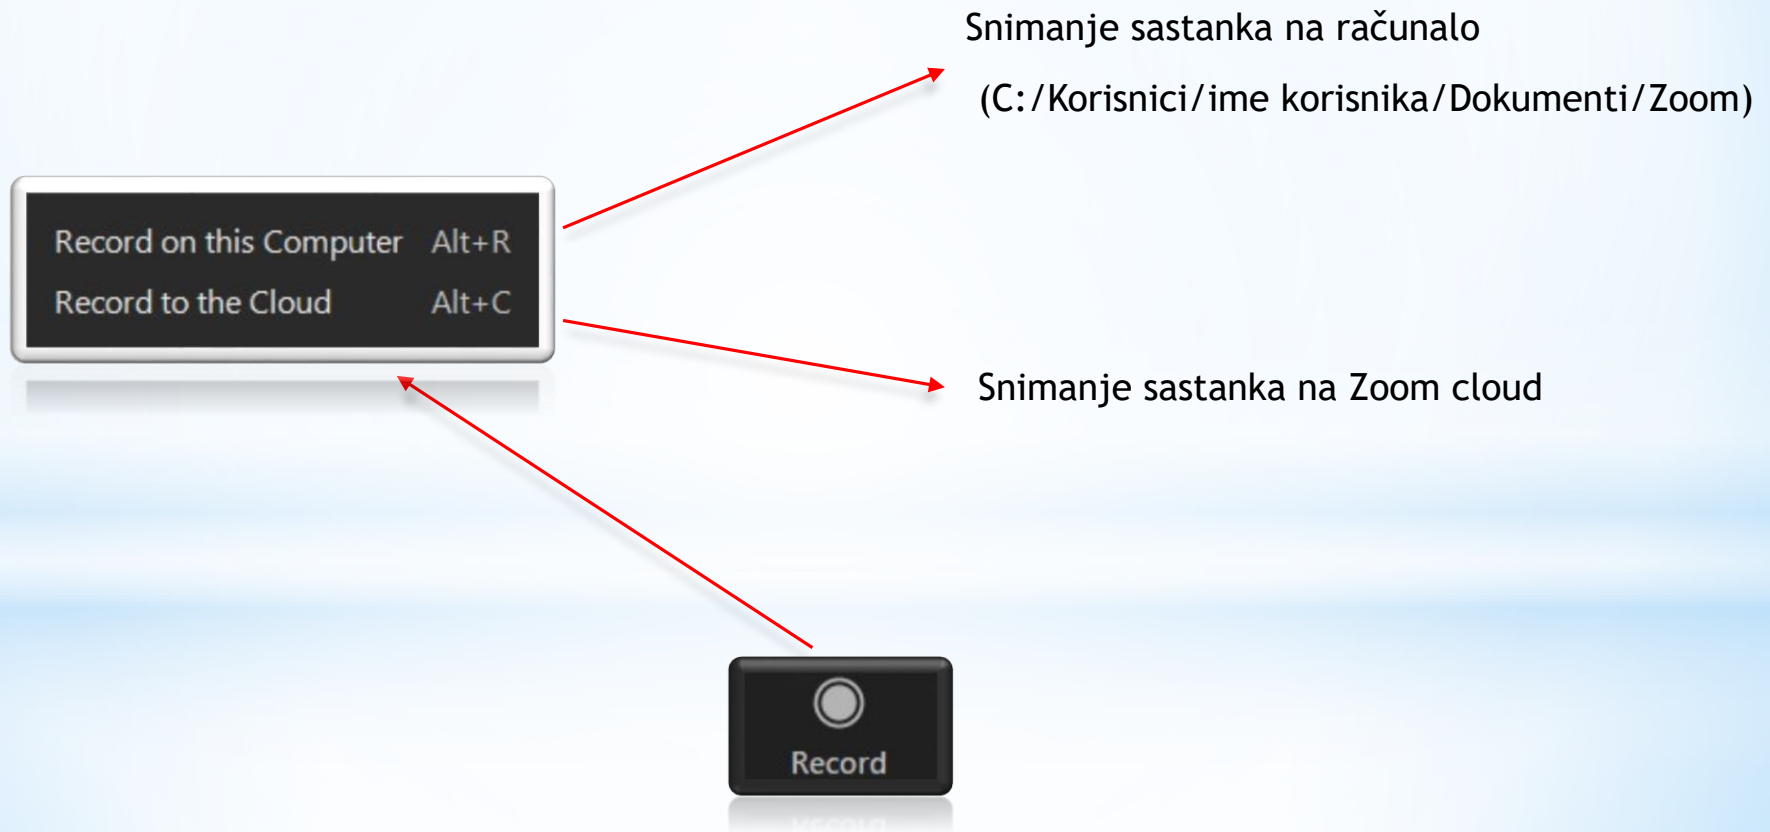 Snimanje sastanka na računalo
(C:/Korisnici/ime korisnika/Dokumenti/Zoom)
Record on this Computer Alt+R
Record to the Cloud Alt+C
Snimanje sastanka na Zoom cloud
Record